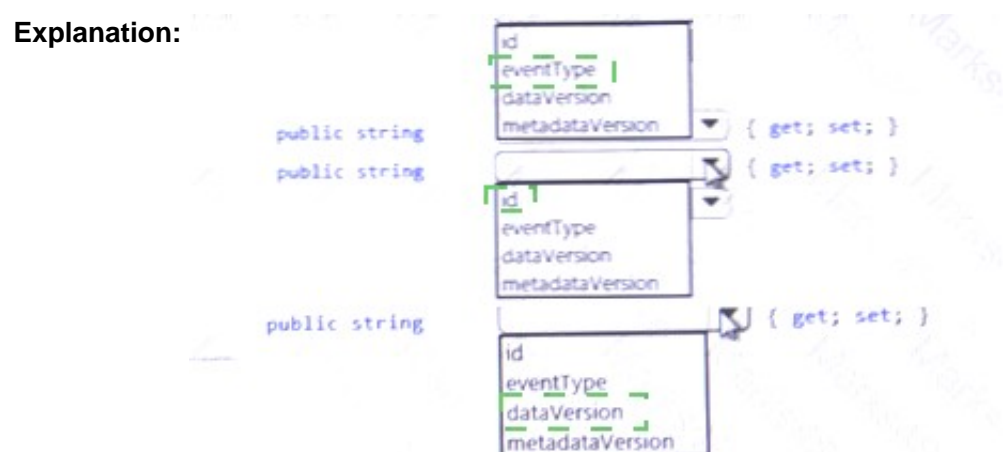 Explanation:
id
eventType
dataVersion
metadataVersion
public string { get; set; }
public string { get; set; }
id
eventType
dataVersion
metadataVersion
public string { get; set; }
id
eventType
dataVersion
metadataVersion